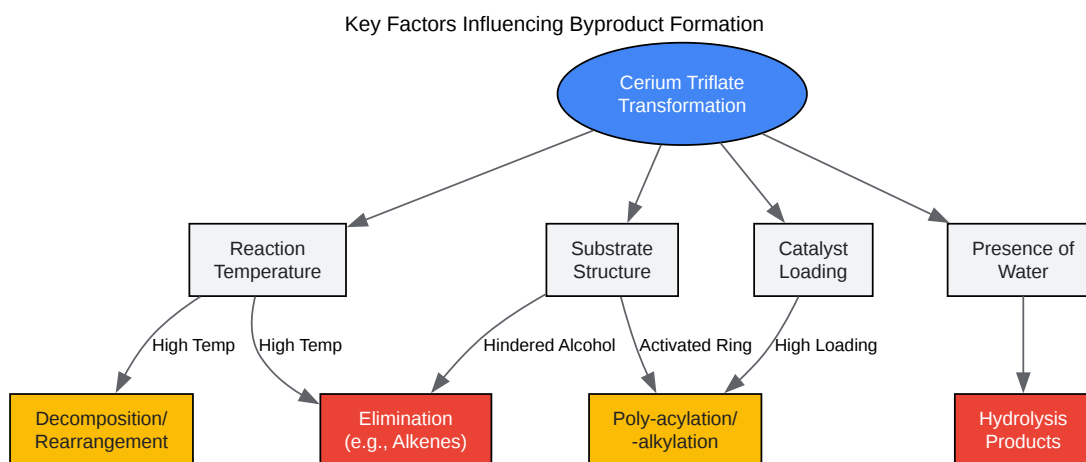 Key Factors Influencing Byproduct Formation
Cerium Triflate
Transformation
Reaction
Temperature
Substrate
Structure
Catalyst
Loading
Presence of
Water
High Temp
High Temp
Hindered Alcohol
Activated Ring
High Loading
Decomposition/
Rearrangement
Elimination
(e.g., Alkenes)
Poly-acylation/
-alkylation
Hydrolysis
Products